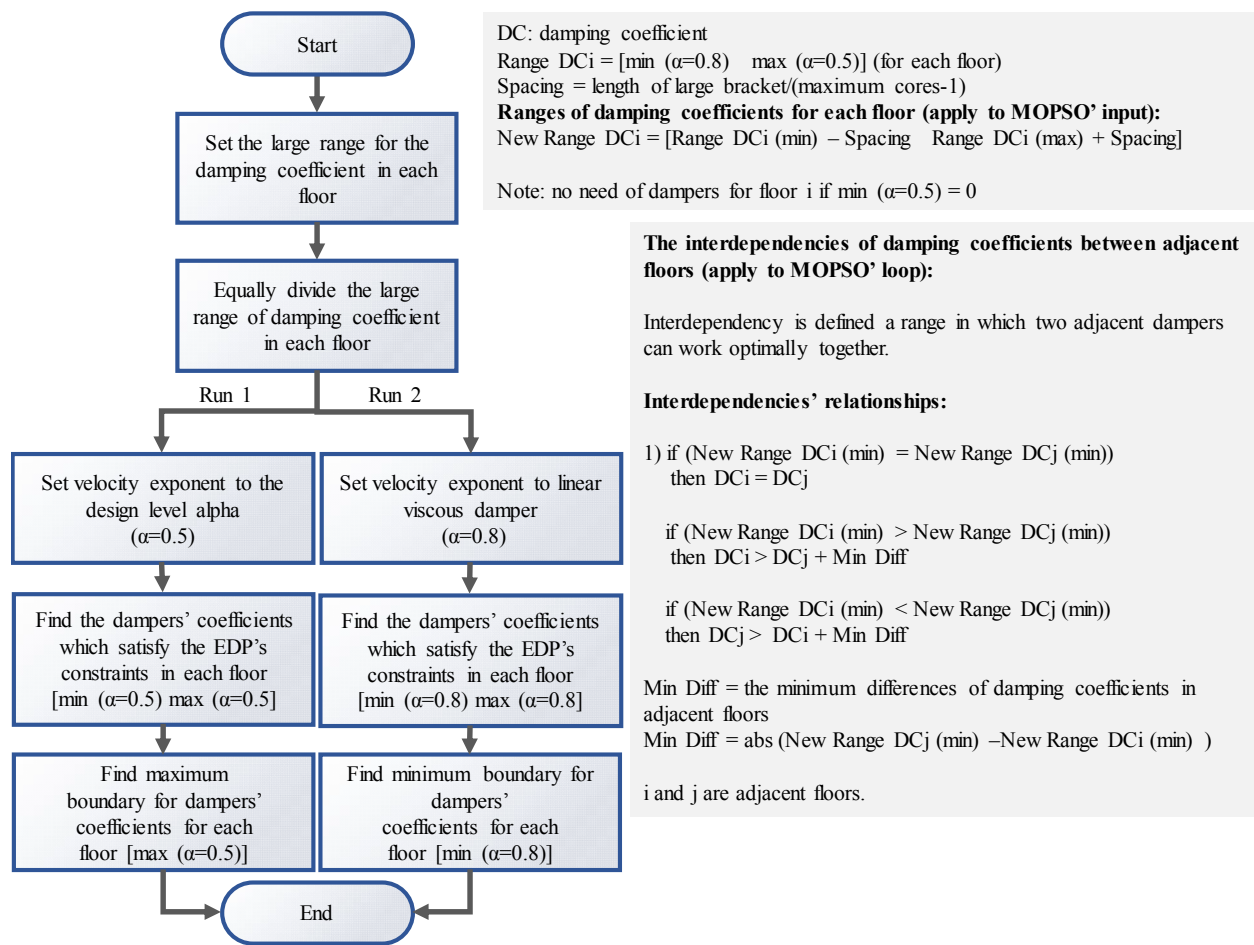 Start
Set the large range for the
damping coefficient in each
floor
Equally divide the large
range of damping coefficient
in each floor
Run 1
Run 2
Set velocity exponent to the
design level alpha
(α=0.5)
Set velocity exponent to linear
viscous damper
(α=0.8)
Find the dampers' coefficients
which satisfy the EDP's
constraints in each floor
[min (α=0.5) max (α=0.5]
Find the dampers' coefficients
which satisfy the EDP's
constraints in each floor
[min (α=0.8) max (α=0.8]
Find maximum
boundary for dampers'
coefficients for each
floor [max (α=0.5)]
Find minimum boundary for
dampers'
coefficients for each
floor [min (α=0.8)]
End
DC: damping coefficient
Range DCi = [min (α=0.8) max (α=0.5)] (for each floor)
Spacing = length of large bracket/(maximum cores-1)
Ranges of damping coefficients for each floor (apply to MOPSO' input):
New Range DCi = [Range DCi (min) – Spacing Range DCi (max) + Spacing]
Note: no need of dampers for floor i if min (α=0.5) = 0
The interdependencies of damping coefficients between adjacent
floors (apply to MOPSO' loop):
Interdependency is defined a range in which two adjacent dampers
can work optimally together.
Interdependencies' relationships:
1) if (New Range DCi (min) = New Range DCj (min))
then DCi = DCj
if (New Range DCi (min) > New Range DCj (min))
then DCi > DCj + Min Diff
if (New Range DCi (min) < New Range DCj (min))
then DCj > DCi + Min Diff
Min Diff = the minimum differences of damping coefficients in
adjacent floors
Min Diff = abs (New Range DCj (min) –New Range DCi (min) )
i and j are adjacent floors.